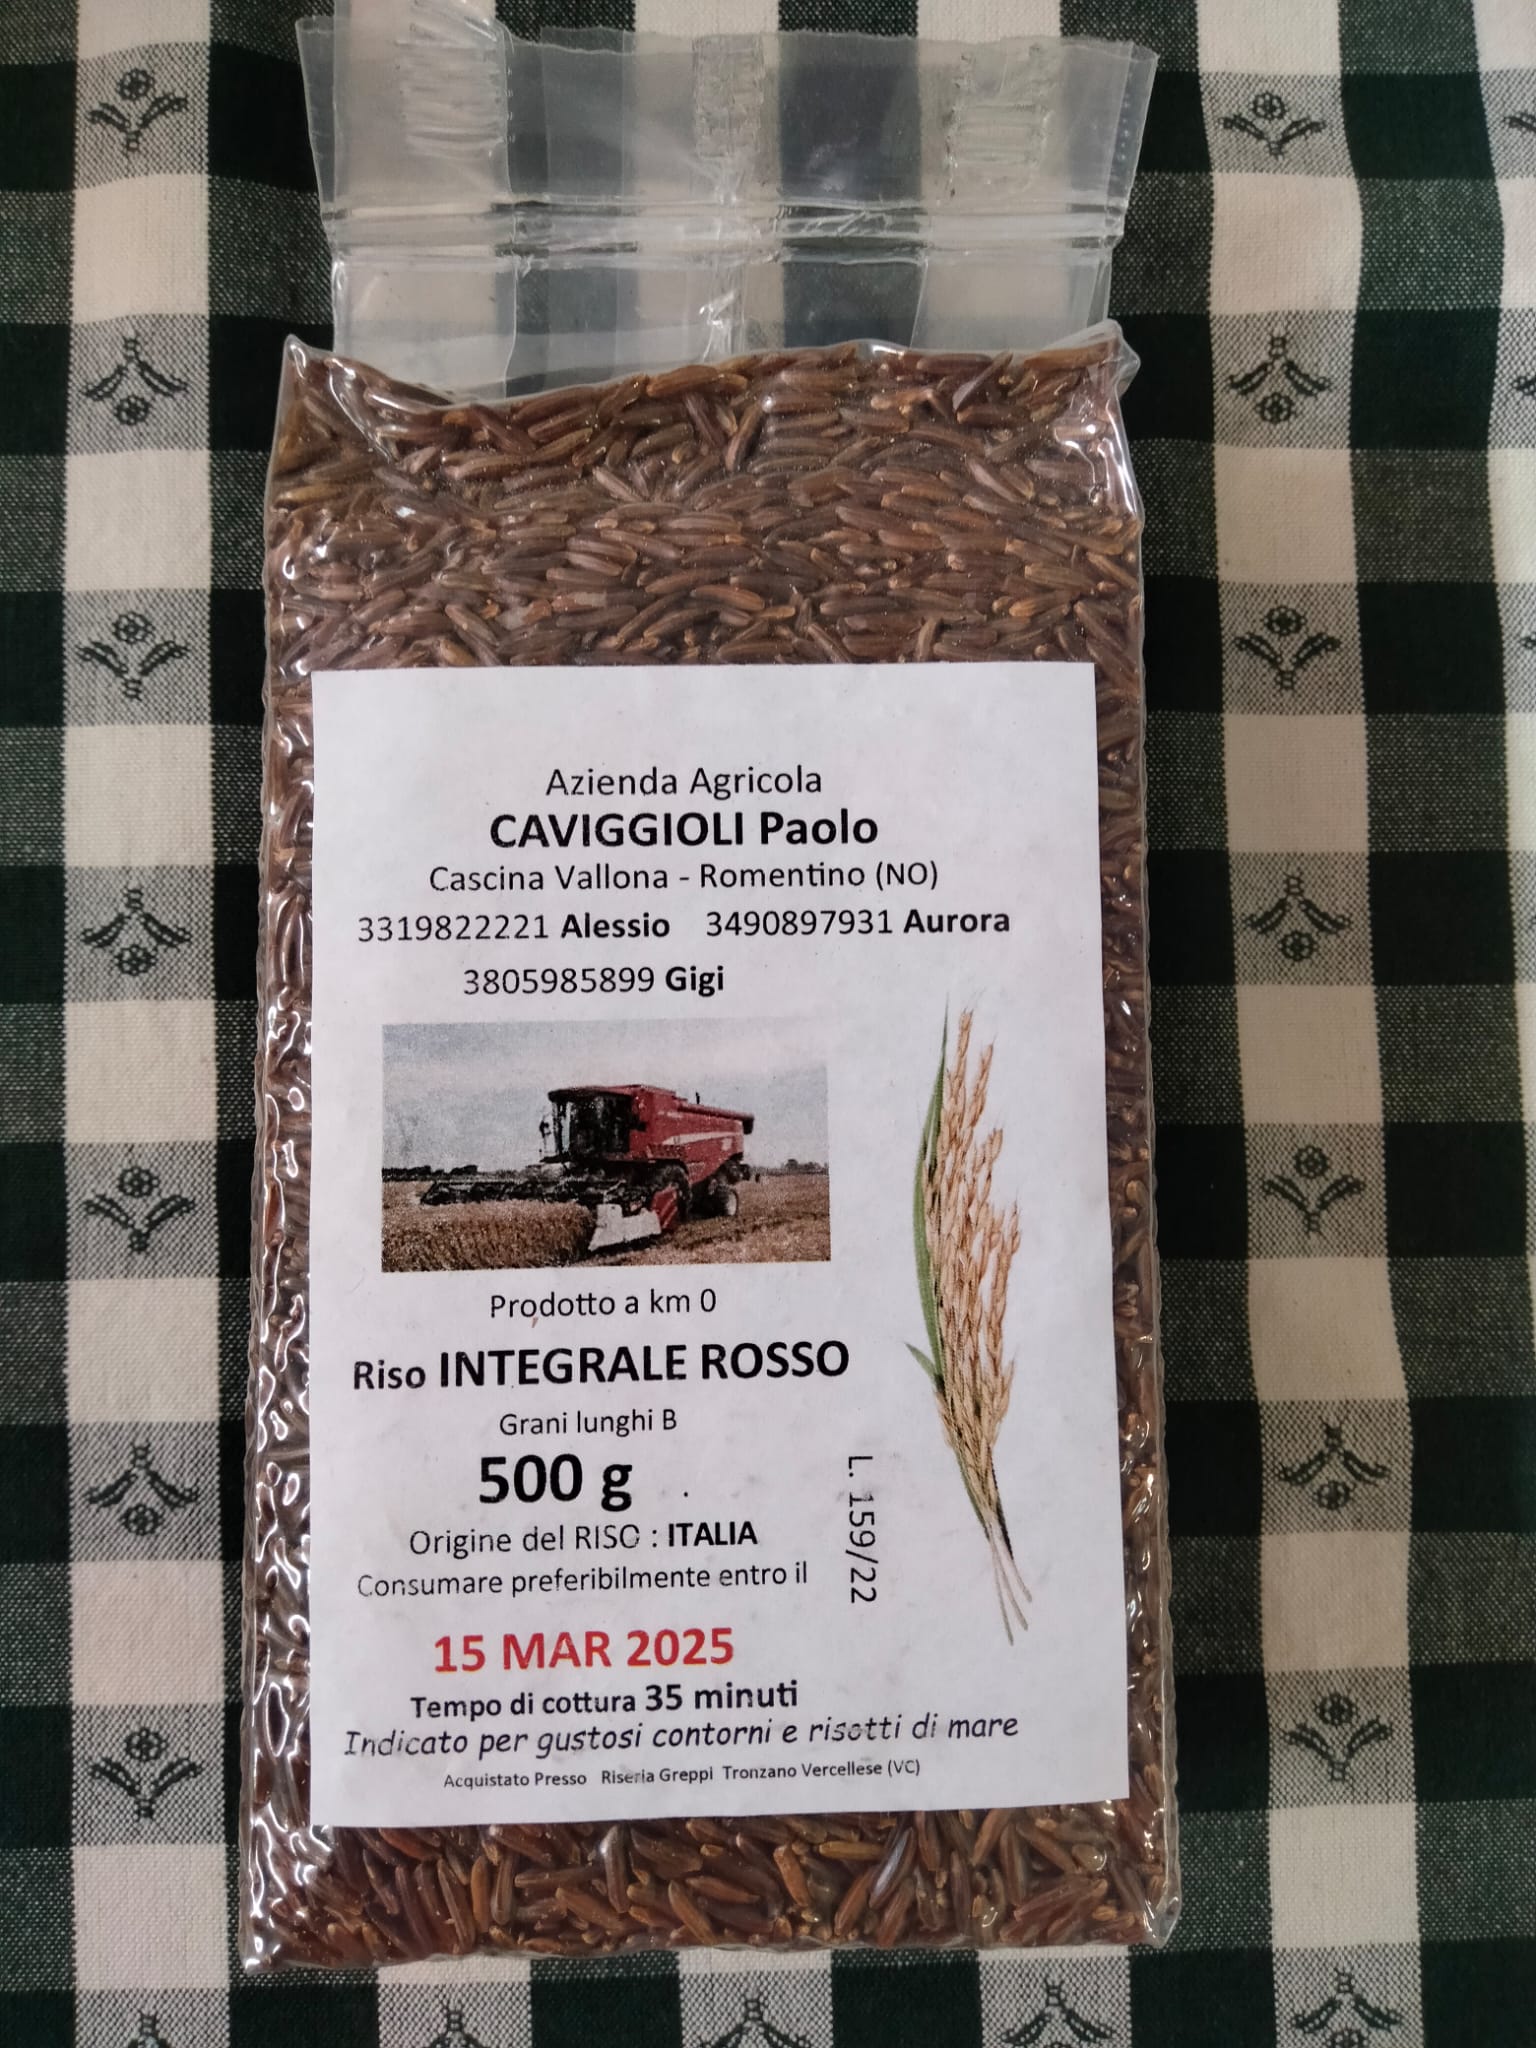 Azienda Agricola
CAVIGGIOLI Paolo
Cascina Vallona - Romentino (NO)
3319822221 Alessio 3490897931 Aurora
3805985899 Gigi
Prodotto a km 0
Riso INTEGRALE ROSSO
Grani lunghi B
500 g
Origine del RISO : ITALIA
Consumare preferibilmente entro il
15 MAR 2025
L. 159/22
Tempo di cottura 35 minuti
Indicato per gustosi contorni e risotti di mare
Acquistato Presso Riseria Greppi Tronzano Vercellese (VC)